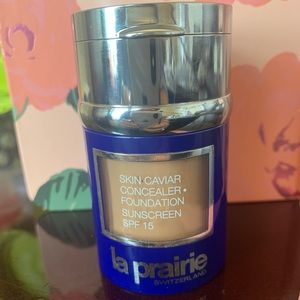 SKIN CAVIAR
CONCEALER •
FOUNDATION
SUNSCREEN
SPF 15
la prairie
SWITZERLAND